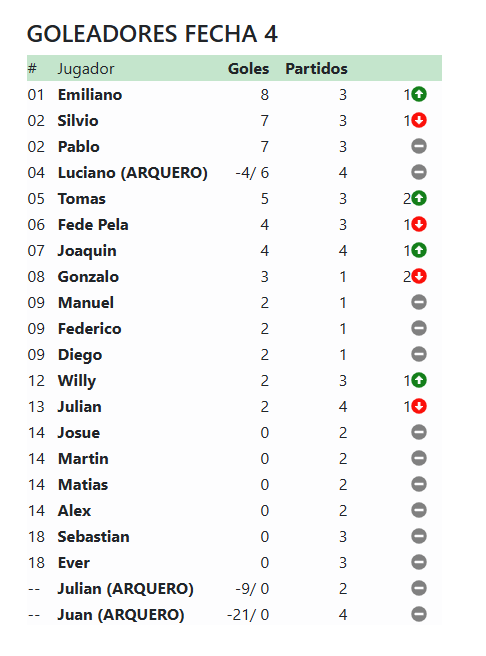 GOLEADORES FECHA 4
# Jugador Goles Partidos
01 Emiliano 8 3 1
02 Silvio 7 3 1
02 Pablo 7 3
04 Luciano (ARQUERO) -4/ 6 4
05 Tomas 5 3 2
06 Fede Pela 4 3 1
07 Joaquin 4 4 1
08 Gonzalo 3 1 2
09 Manuel 2 1
09 Federico 2 1
09 Diego 2 1
12 Willy 2 3 1
13 Julian 2 4 1
14 Josue 0 2
14 Martin 0 2
14 Matias 0 2
14 Alex 0 2
18 Sebastian 0 3
18 Ever 0 3
-- Julian (ARQUERO) -9/ 0 2
-- Juan (ARQUERO) -21/ 0 4